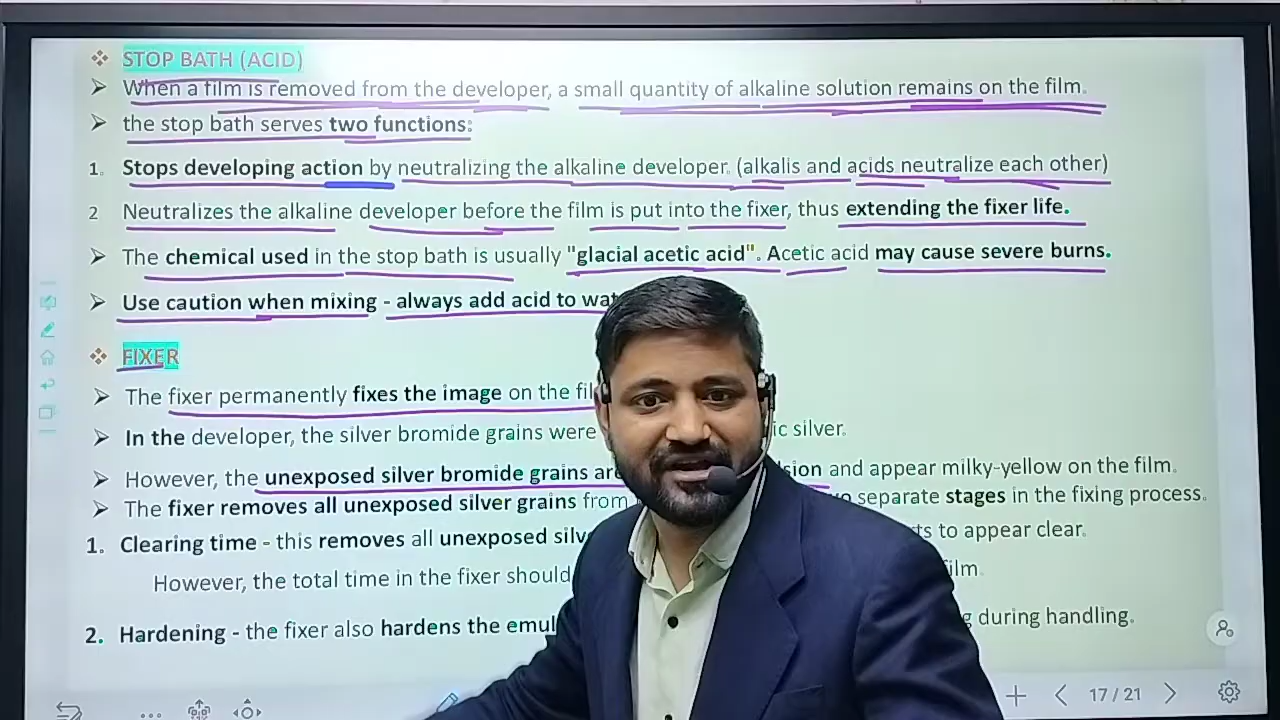 ❖ STOP BATH (ACID)
➢ When a film is removed from the developer, a small quantity of alkaline solution remains on the film.
➢ the stop bath serves two functions:
1. Stops developing action by neutralizing the alkaline developer. (alkalis and acids neutralize each other)
2 Neutralizes the alkaline developer before the film is put into the fixer, thus extending the fixer life.
➢ The chemical used in the stop bath is usually "glacial acetic acid". Acetic acid may cause severe burns.
➢ Use caution when mixing - always add acid to wat
❖ FIXER
➢ The fixer permanently fixes the image on the fil
➢ In the developer, the silver bromide grains were ic silver.
➢ However, the unexposed silver bromide grains are sion and appear milky-yellow on the film.
➢ The fixer removes all unexposed silver grains from separate stages in the fixing process.
1. Clearing time - this removes all unexposed silv ts to appear clear.
However, the total time in the fixer should film.
2. Hardening - the fixer also hardens the emul g during handling.
17 / 21